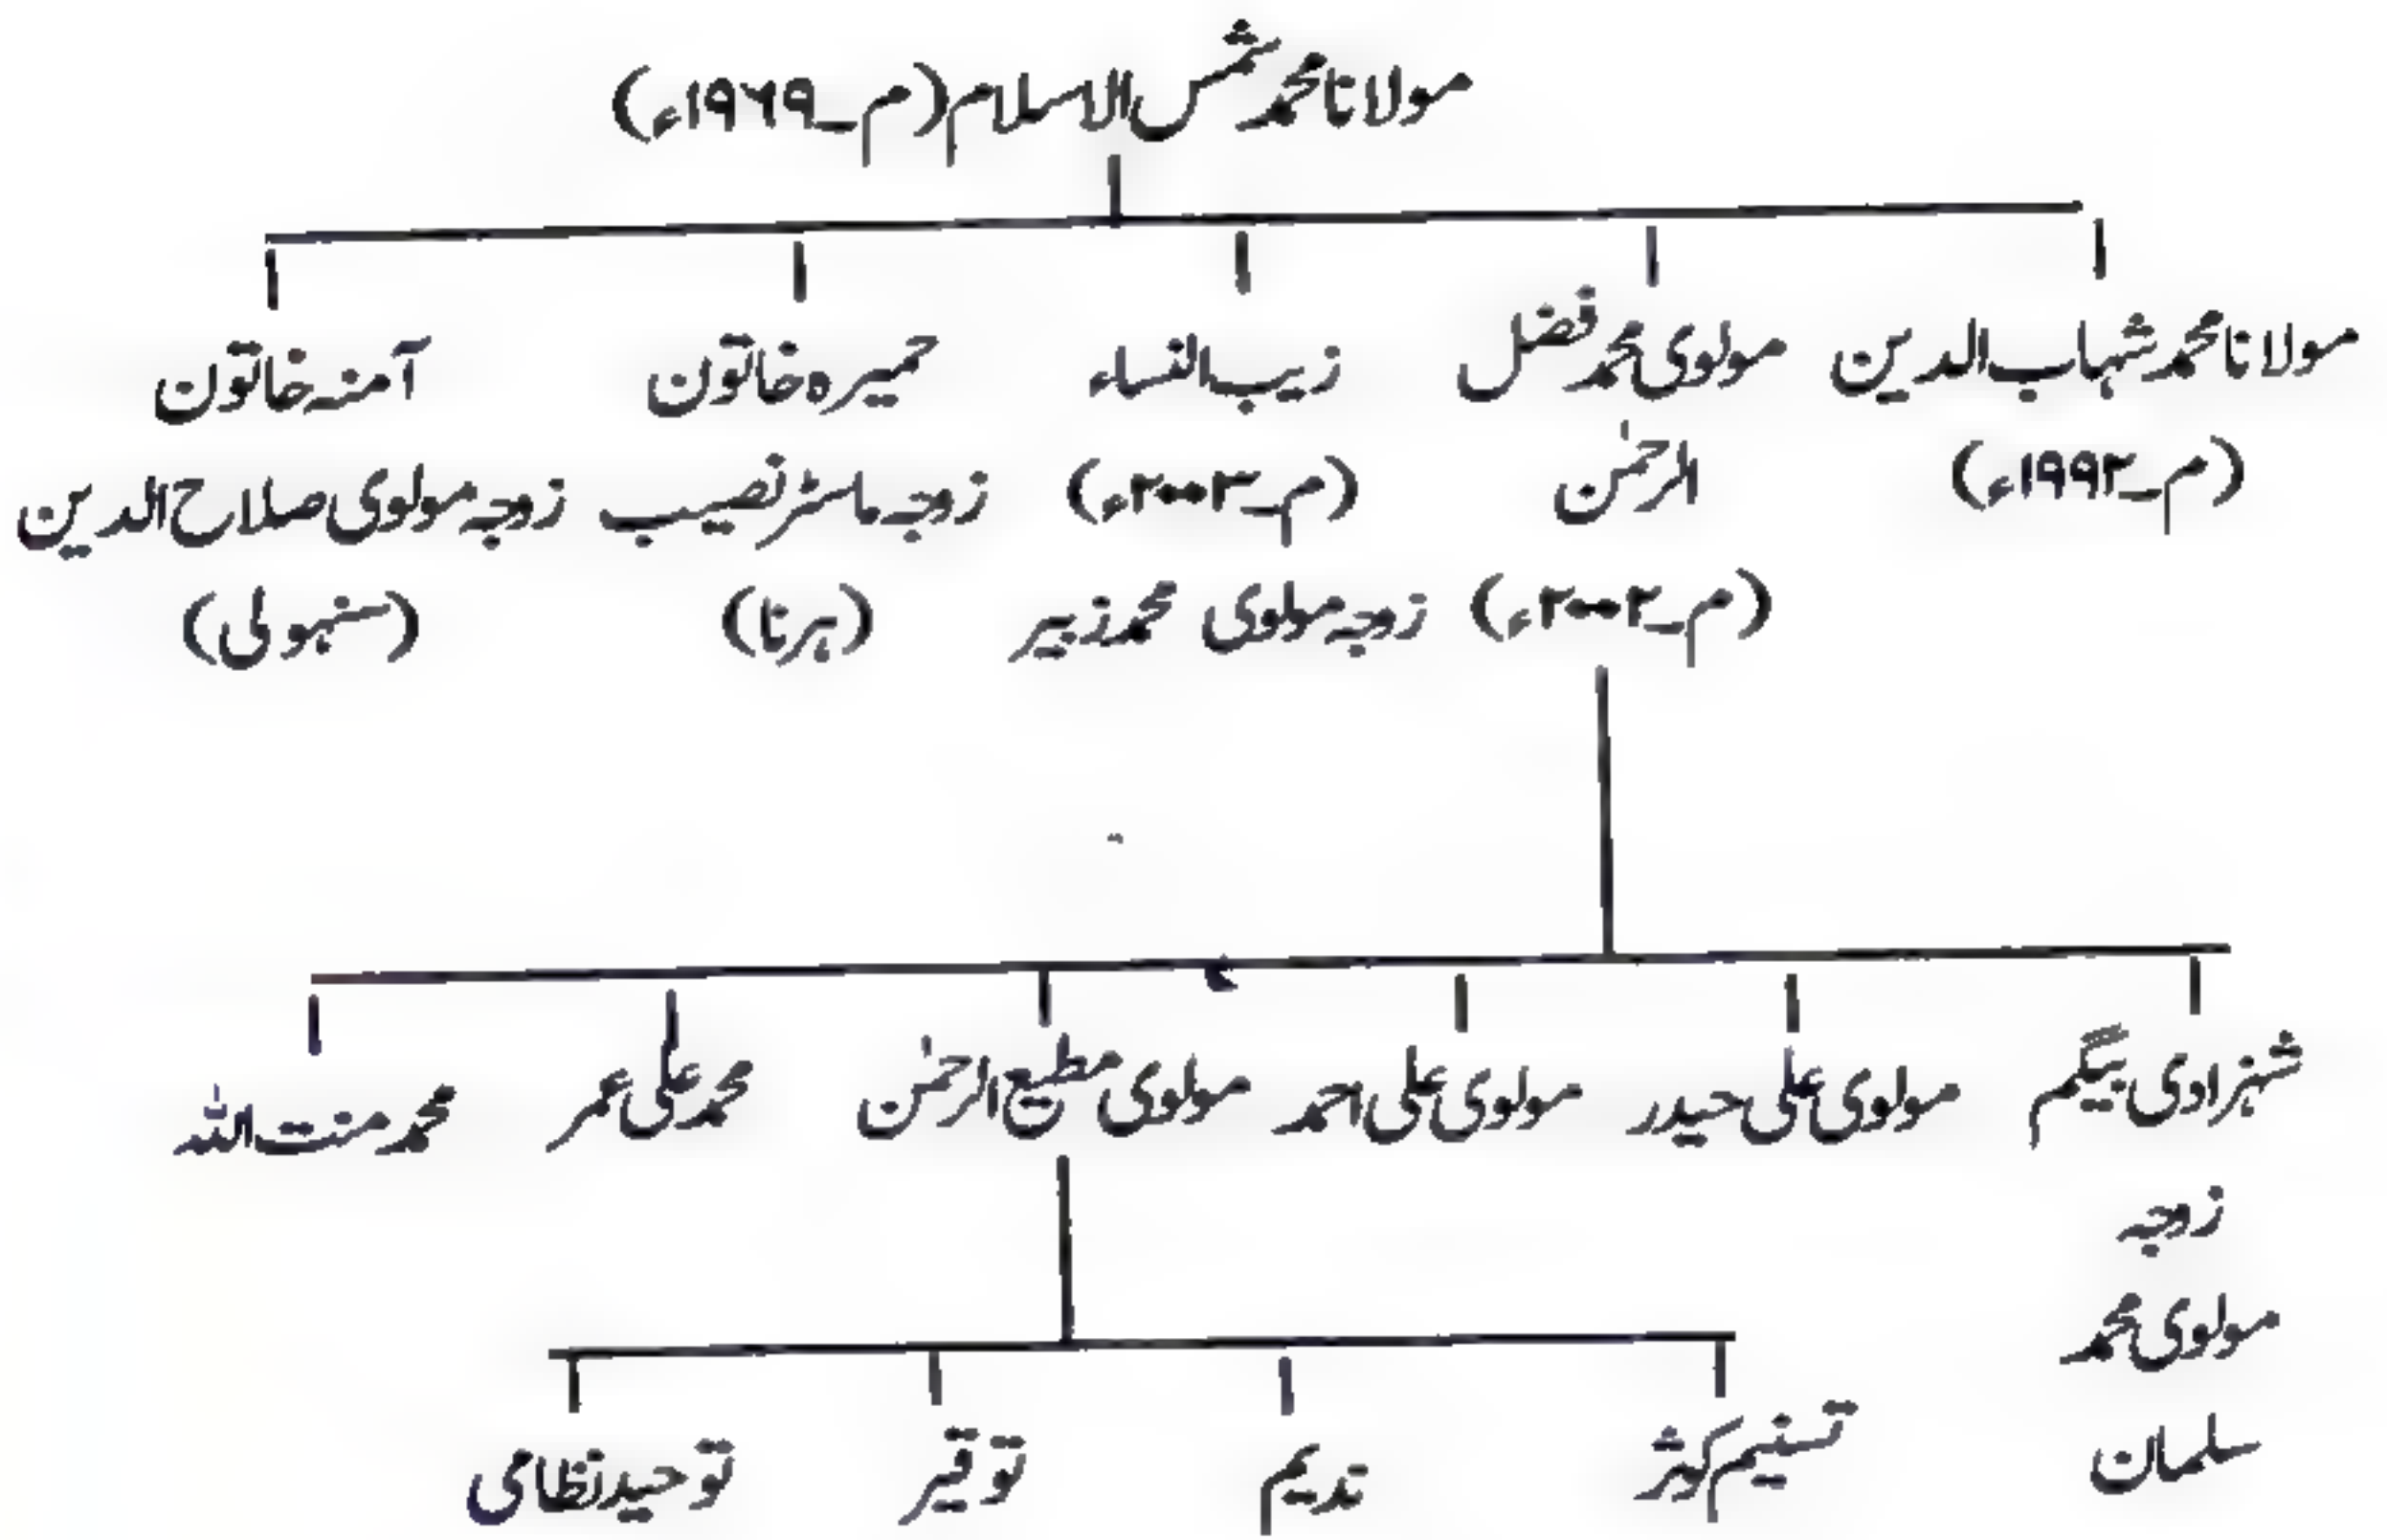 مولانا محمد شمس الاسلام (م۔۱۹۶۹ء)
مولانا محمد شہاب الدین
(م۔۱۹۹۲ء)
مولوی محمد فضل
الرحمٰن
(م۔۲۰۰۲ء)
زیب النساء
(م۔۲۰۰۳ء)
زوجہ مولوی محمد زبیر
حمیرہ خاتون
زوجہ ماسٹر نصیب
(ہرنا)
آمنہ خاتون
زوجہ مولوی صلاح الدین
(سنہولی)
شہزادی بیگم
زوجہ
مولوی محمد
سلمان
مولوی علی حیدر
مولوی علی احمد
مولوی مطیع الرحمٰن
محمد علی عمر
محمد منت اللہ
تسنیم کوثر
ندیم
توقیر
توحید نظامی